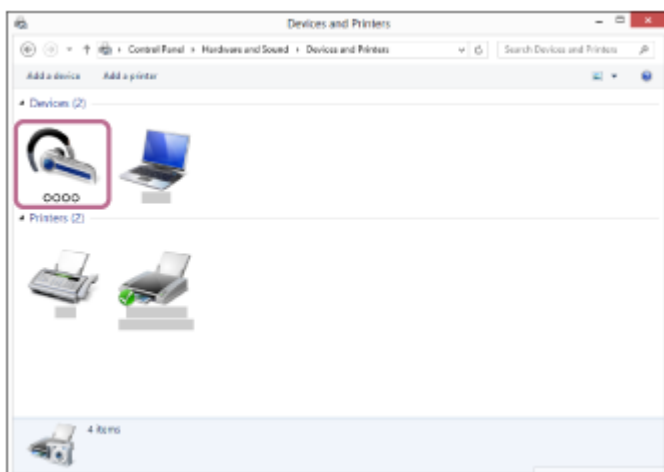 Devices and Printers
Control Panel › Hardware and Sound › Devices and Printers
Search Devices and Printers
Add a device Add a printer
Devices (2)
oooo
Printers (2)
4 items